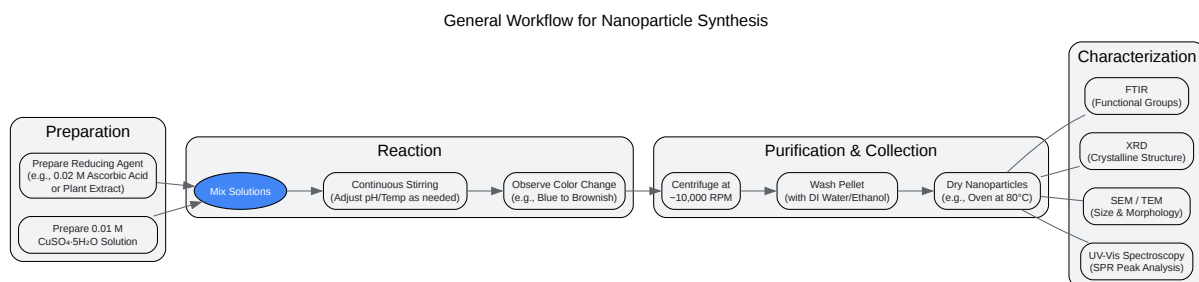 General Workflow for Nanoparticle Synthesis
Preparation
Prepare Reducing Agent
(e.g., 0.02 M Ascorbic Acid
or Plant Extract)
Prepare 0.01 M
CuSO₄·5H₂O Solution
Reaction
Mix Solutions
Continuous Stirring
(Adjust pH/Temp as needed)
Observe Color Change
(e.g., Blue to Brownish)
Purification & Collection
Centrifuge at
~10,000 RPM
Wash Pellet
(with DI Water/Ethanol)
Dry Nanoparticles
(e.g., Oven at 80°C)
Characterization
FTIR
(Functional Groups)
XRD
(Crystalline Structure)
SEM / TEM
(Size & Morphology)
UV-Vis Spectroscopy
(SPR Peak Analysis)